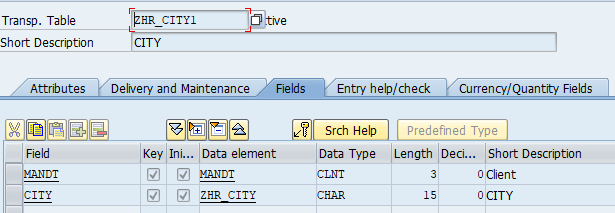 Transp. Table ZHR_CITY1 ctive
Short Description CITY
Attributes Delivery and Maintenance Fields Entry help/check Currency/Quantity Fields
Srch Help Predefined Type
Field Key Ini... Data element Data Type Length Deci... Short Description
MANDT MANDT CLNT 3 0 Client
CITY ZHR_CITY CHAR 15 0 CITY